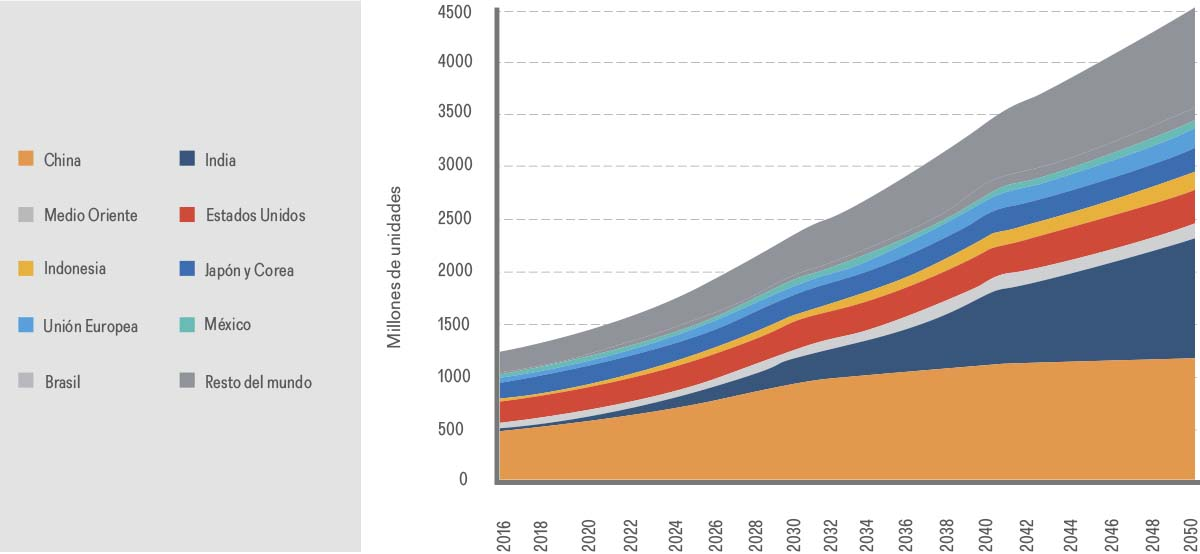 China
India
Medio Oriente
Estados Unidos
Indonesia
Japón y Corea
Unión Europea
México
Brasil
Resto del mundo
Millones de unidades
4500
4000
3500
3000
2500
2000
1500
1000
500
0
2016
2018
2020
2022
2024
2026
2028
2030
2032
2034
2036
2038
2040
2042
2044
2046
2048
2050